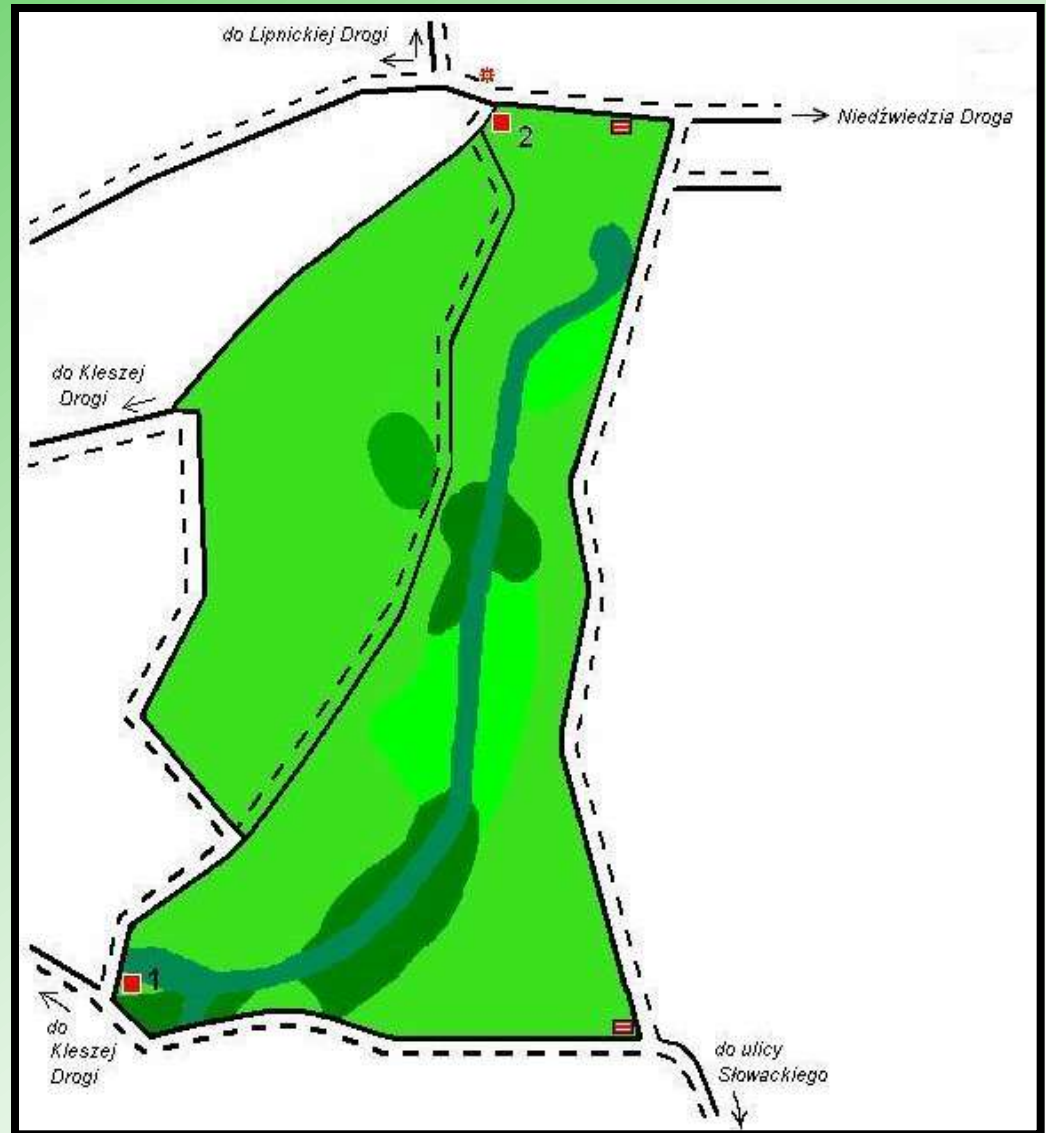 do Lipnickiej Drogi
Niedźwiedzia Droga
2
do Kleszej
Drogi
1
do
Kleszej
Drogi
do ulicy
Słowackiego